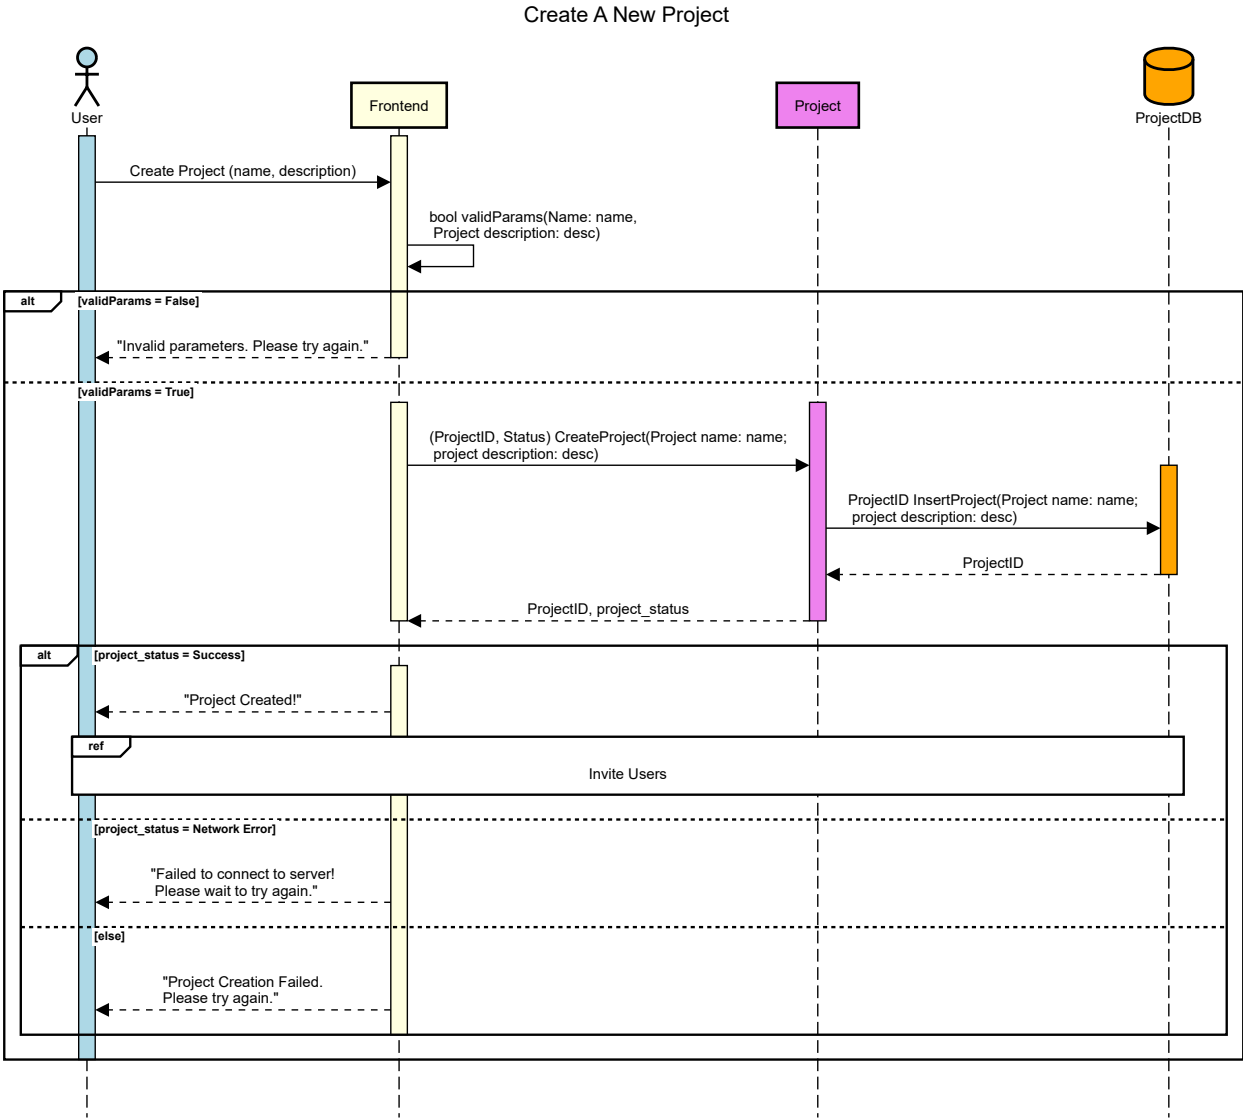 Create A New Project
User
Frontend
Project
ProjectDB
Create Project (name, description)
bool validParams(Name: name,
Project description: desc)
alt
[validParams = False]
"Invalid parameters. Please try again."
[validParams = True]
(ProjectID, Status) CreateProject(Project name: name;
project description: desc)
ProjectID InsertProject(Project name: name;
project description: desc)
ProjectID
ProjectID, project_status
alt
[project_status = Success]
"Project Created!"
ref
Invite Users
[project_status = Network Error]
"Failed to connect to server!
Please wait to try again."
[else]
"Project Creation Failed.
Please try again."